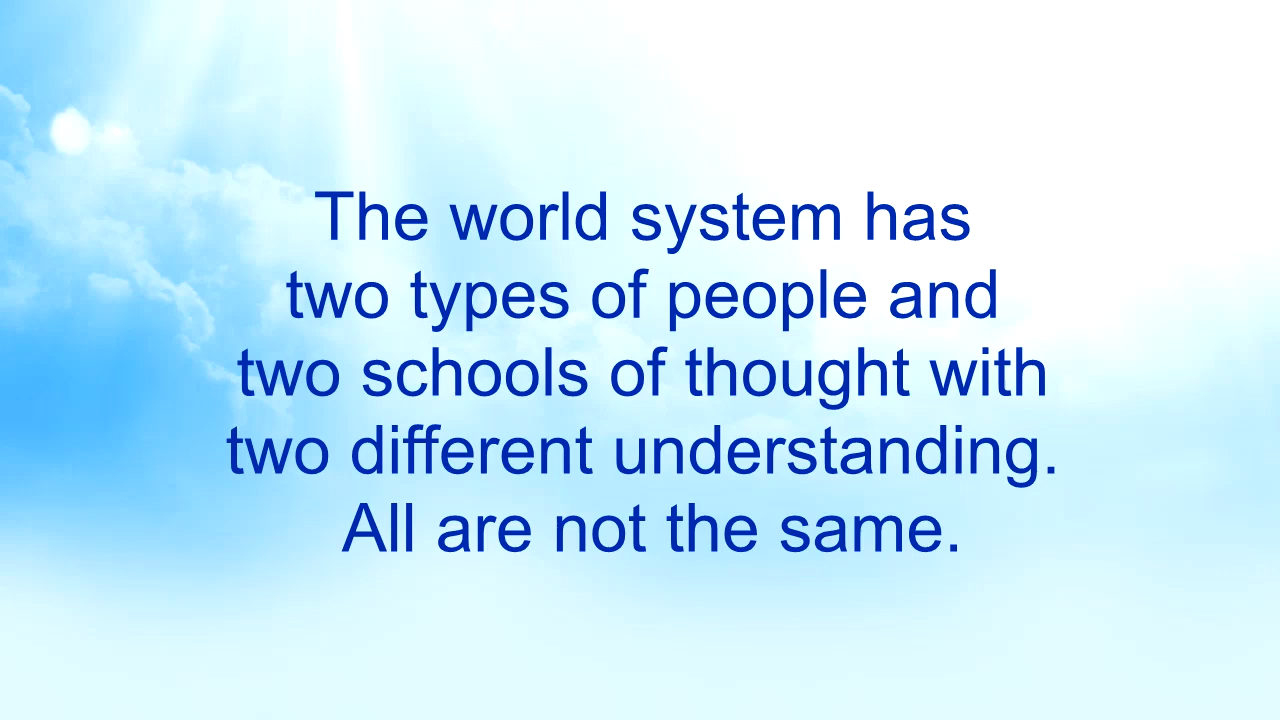 The world system has
two types of people and
two schools of thought with
two different understanding.
All are not the same.